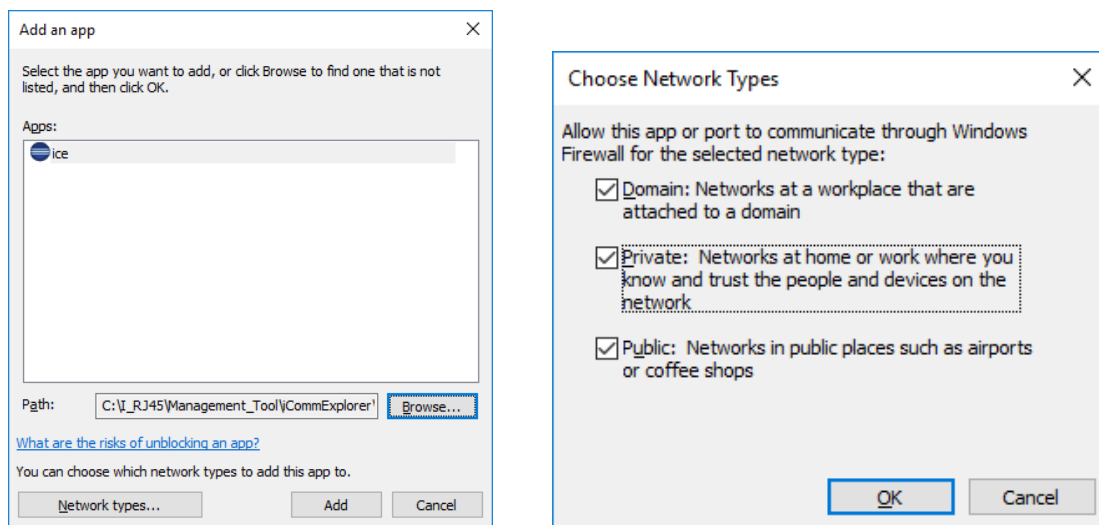 Add an app
Select the app you want to add, or click Browse to find one that is not
listed, and then click OK.
Apps:
ice
Path:
C:\I_RJ45\Management_Tool\iCommExplorer\
Browse...
What are the risks of unblocking an app?
You can choose which network types to add this app to.
Network types...
Add
Cancel
Choose Network Types
Allow this app or port to communicate through Windows
Firewall for the selected network type:
Domain: Networks at a workplace that are
attached to a domain
Private: Networks at home or work where you
know and trust the people and devices on the
network
Public: Networks in public places such as airports
or coffee shops
OK
Cancel